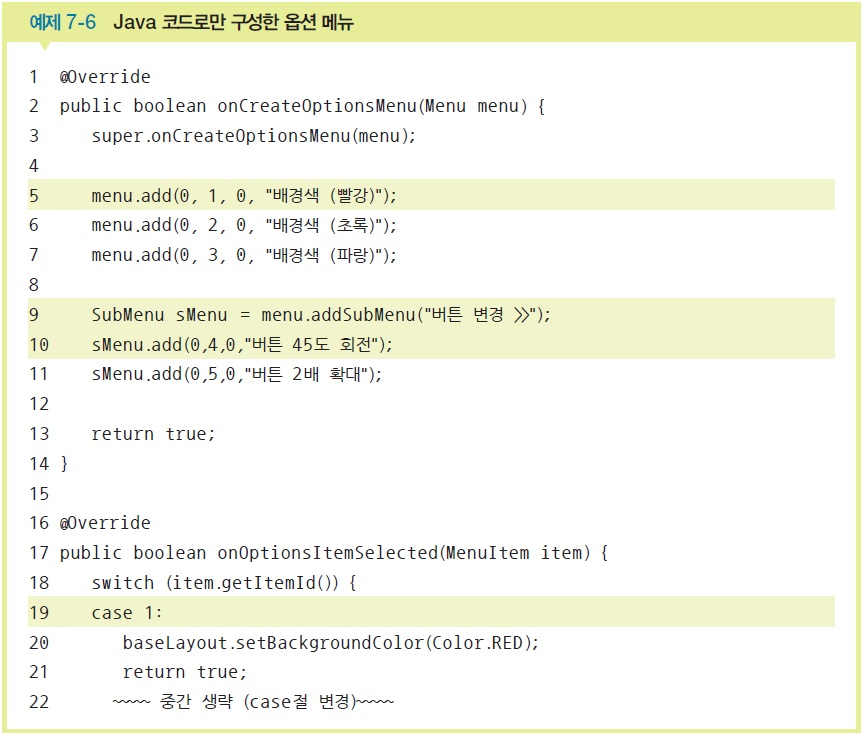 예제 7-6 Java 코드로만 구성한 옵션 메뉴
1 @Override
2 public boolean onCreateOptionsMenu(Menu menu) {
3 super.onCreateOptionsMenu(menu);
4
5 menu.add(0, 1, 0, "배경색 (빨강)");
6 menu.add(0, 2, 0, "배경색 (초록)");
7 menu.add(0, 3, 0, "배경색 (파랑)");
8
9 SubMenu sMenu = menu.addSubMenu("버튼 변경 >>");
10 sMenu.add(0,4,0,"버튼 45도 회전");
11 sMenu.add(0,5,0,"버튼 2배 확대");
12
13 return true;
14 }
15
16 @Override
17 public boolean onOptionsItemSelected(MenuItem item) {
18 switch (item.getItemId()) {
19 case 1:
20 baseLayout.setBackgroundColor(Color.RED);
21 return true;
22 ~~~~~ 중간 생략 (case절 변경)~~~~~